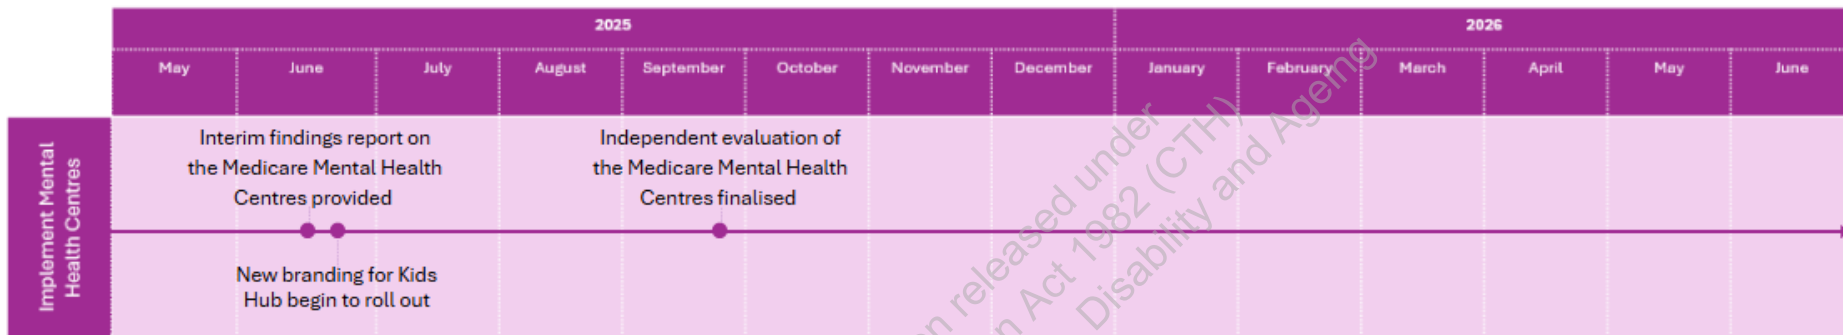 2025
2026
May
June
July
August
September
October
November
December
January
February
March
April
May
June
Implement Mental
Health Centres
Interim findings report on
the Medicare Mental Health
Centres provided
Independent evaluation of
the Medicare Mental Health
Centres finalised
New branding for Kids
Hub begin to roll out
released under
Act 1982 (CTH)
Disability and Ageing